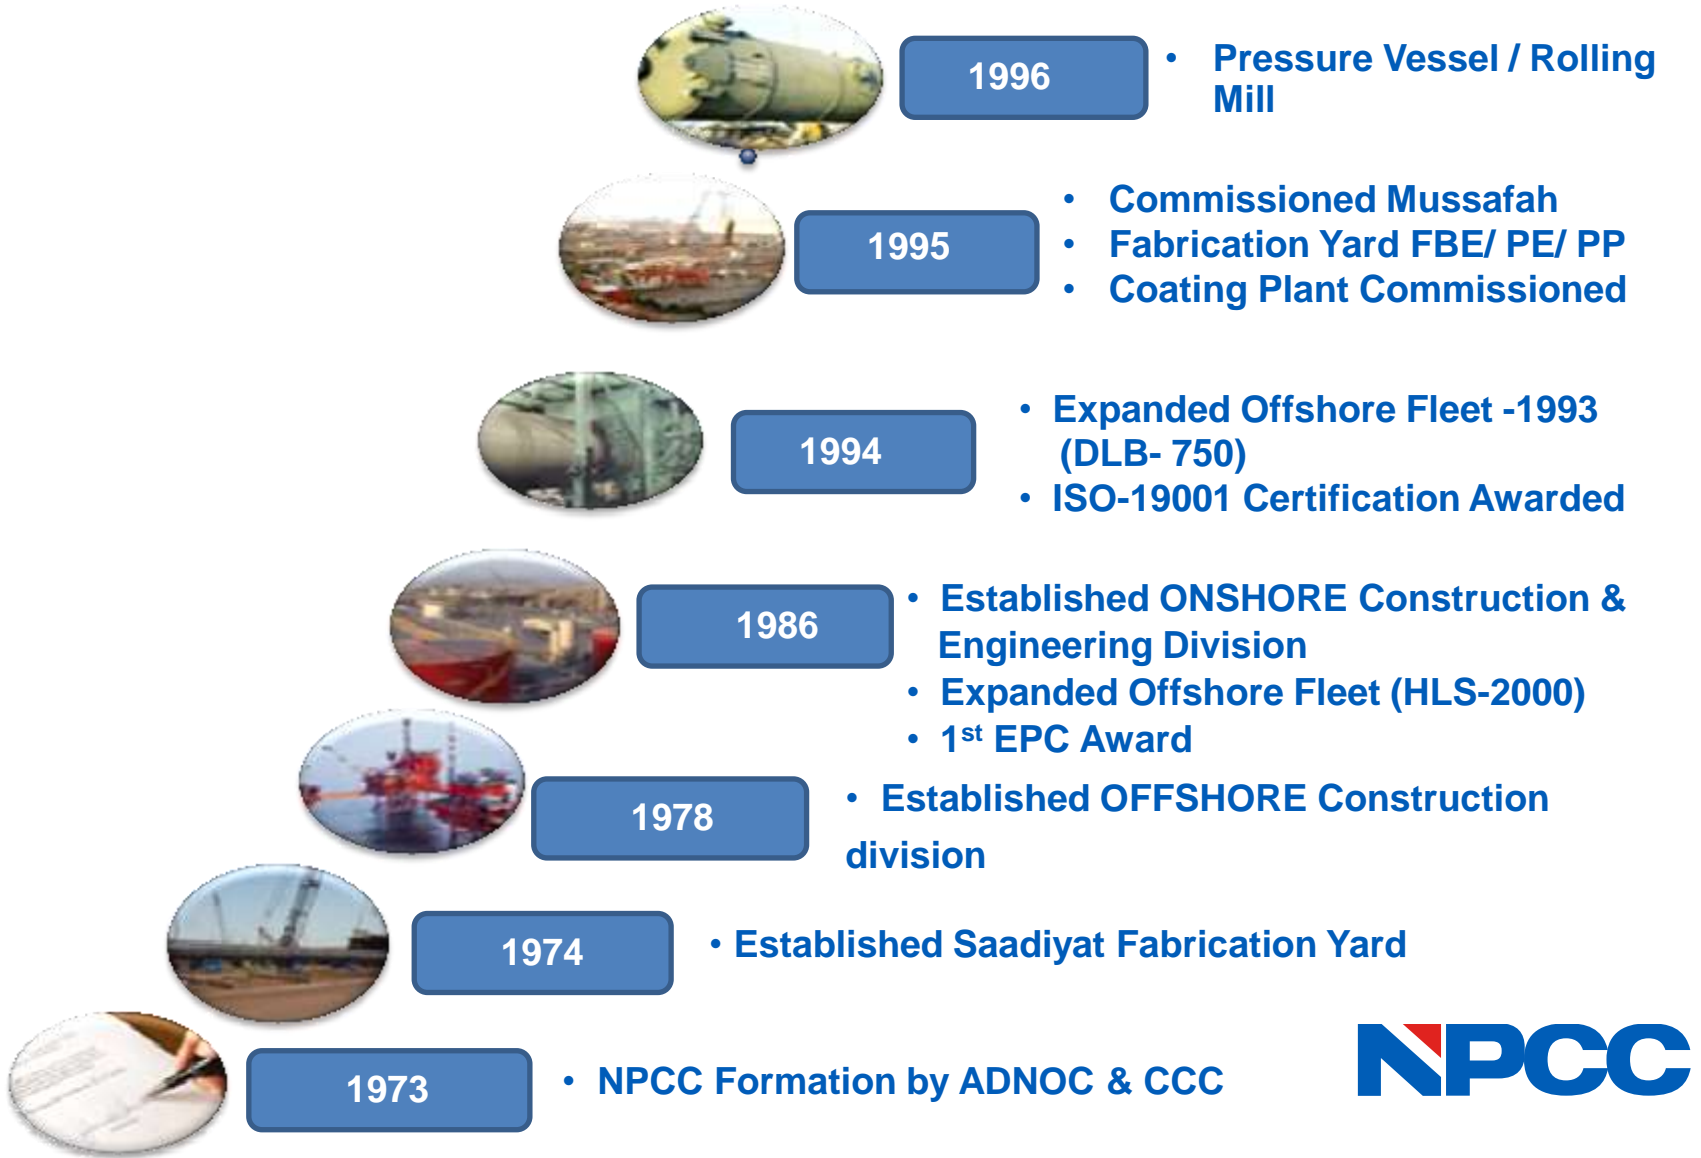 1996
• Pressure Vessel / Rolling
Mill
1995
• Commissioned Mussafah
• Fabrication Yard FBE/ PE/ PP
• Coating Plant Commissioned
1994
• Expanded Offshore Fleet -1993
(DLB- 750)
• ISO-19001 Certification Awarded
1986
• Established ONSHORE Construction &
Engineering Division
• Expanded Offshore Fleet (HLS-2000)
• 1st EPC Award
1978
• Established OFFSHORE Construction
division
1974
• Established Saadiyat Fabrication Yard
1973
• NPCC Formation by ADNOC & CCC
NPCC